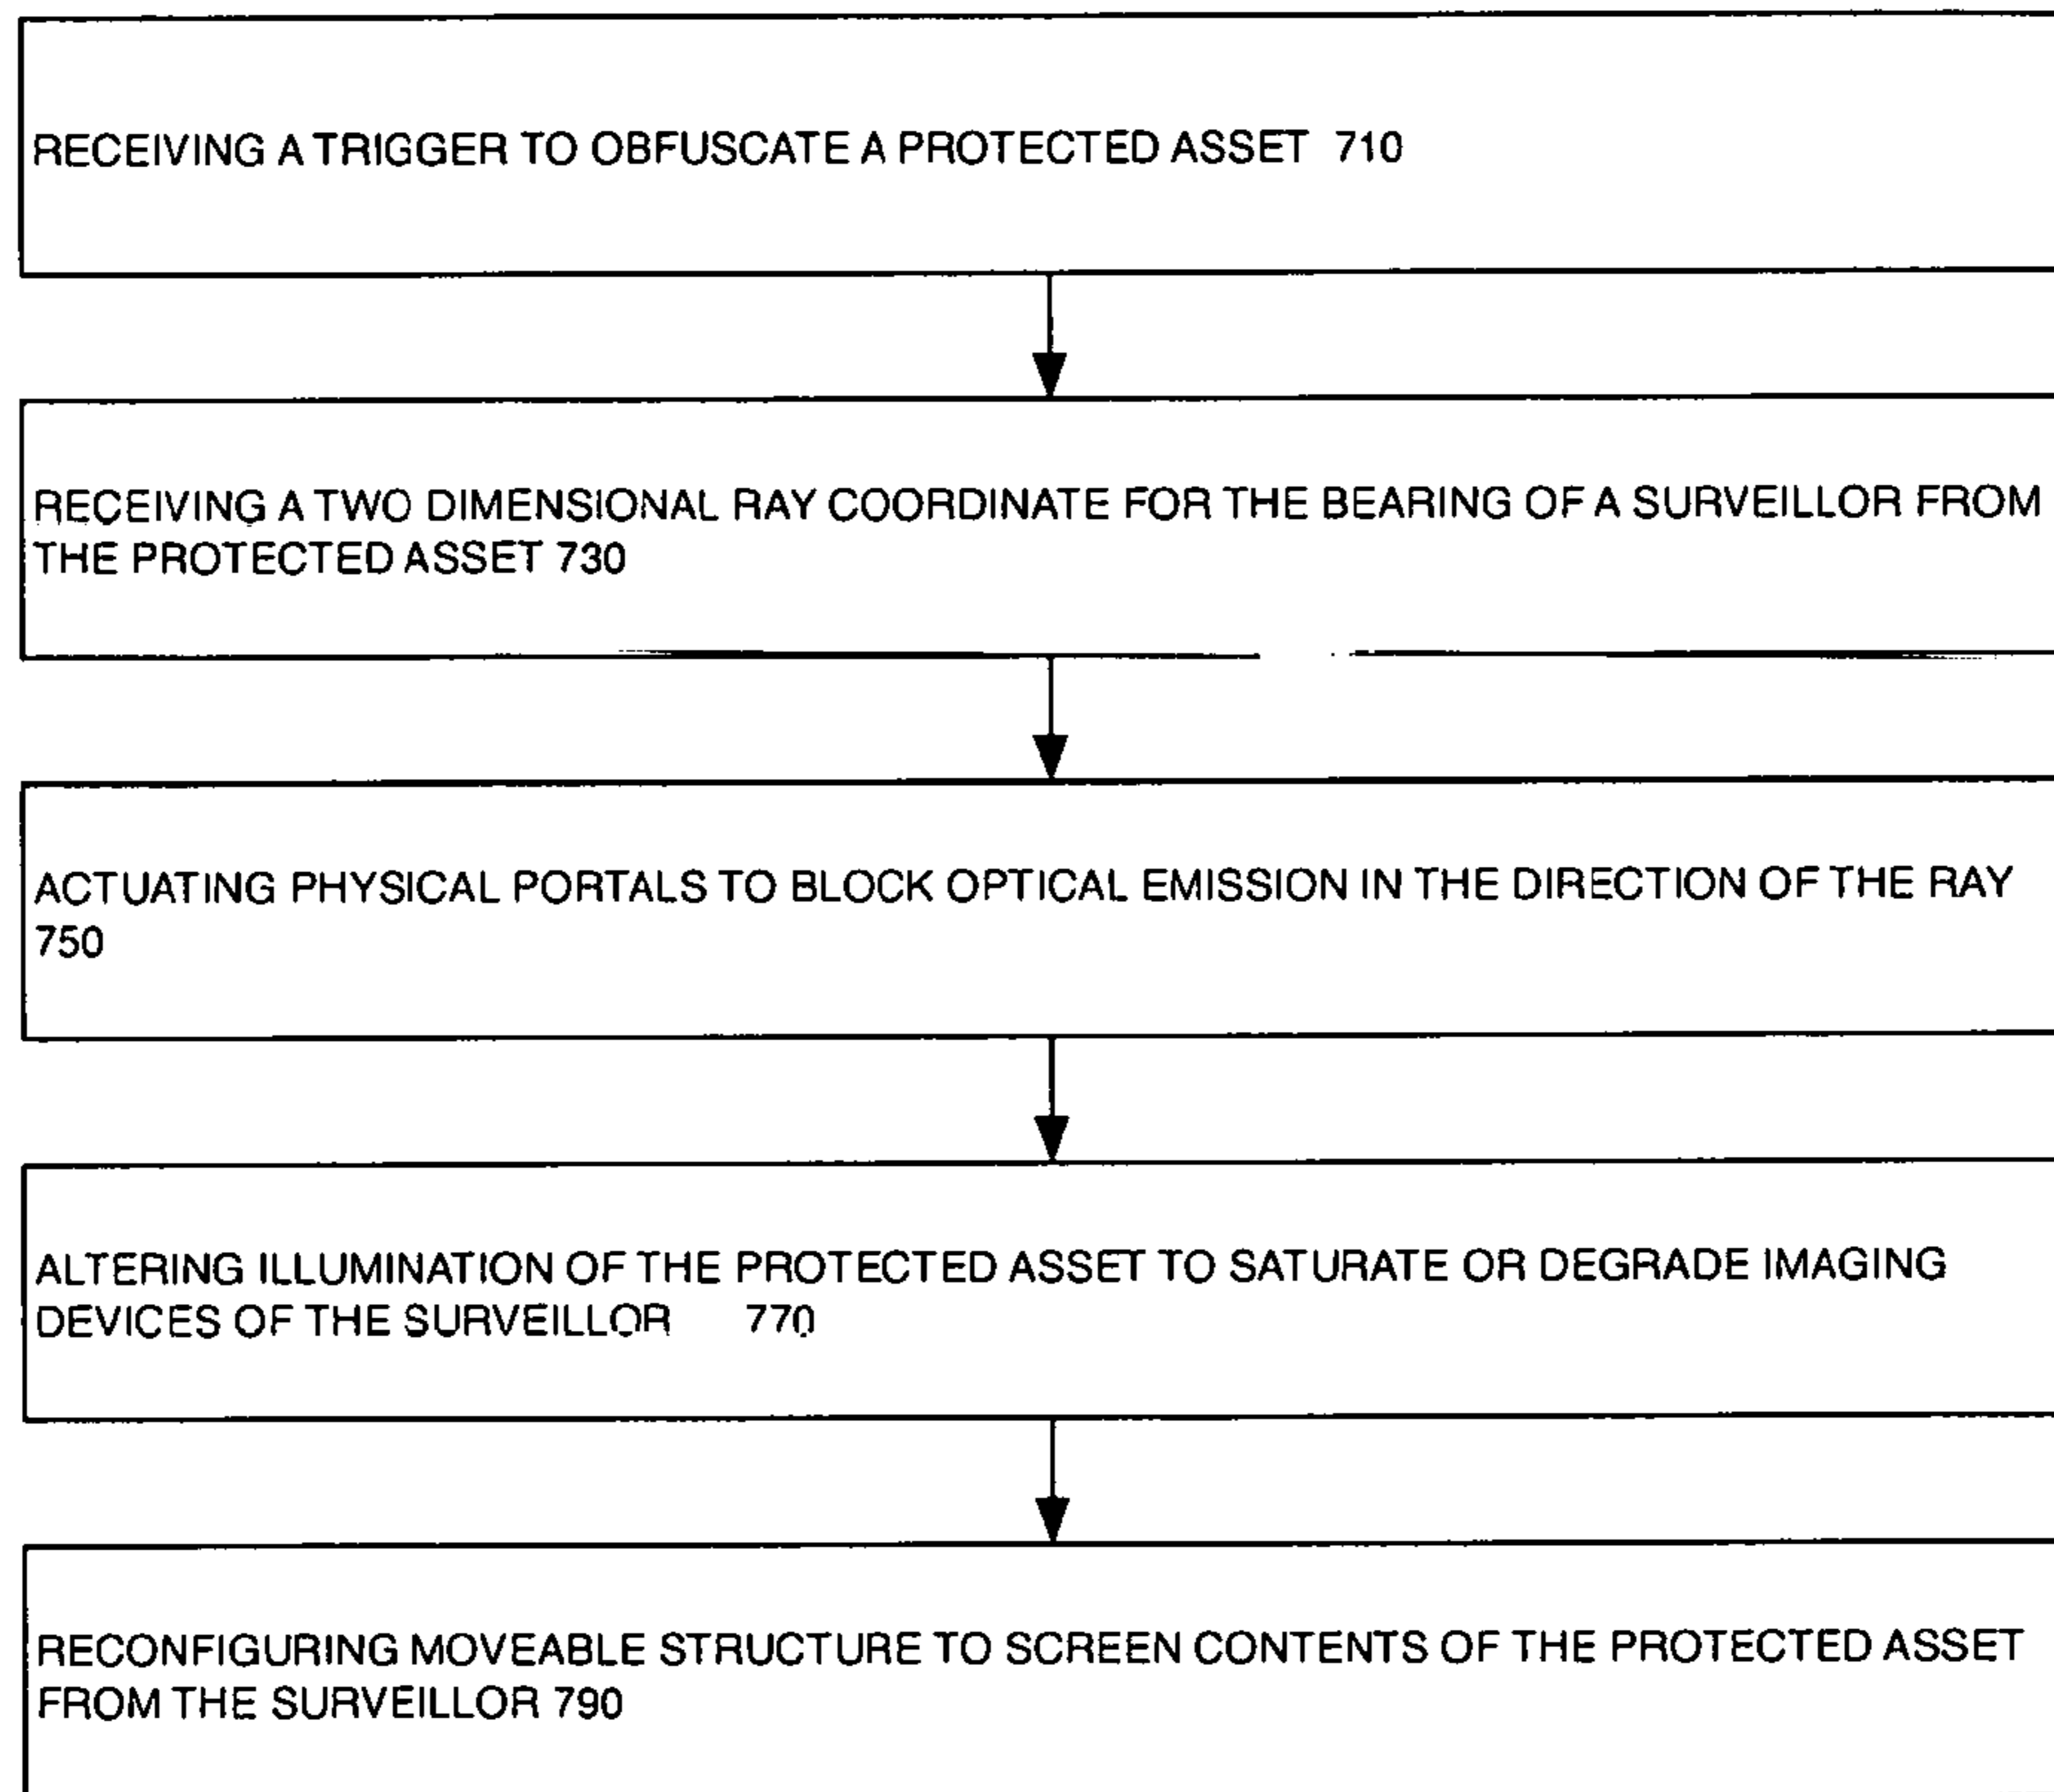 RECEIVING A TRIGGER TO OBFUSCATE A PROTECTED ASSET 710
RECEIVING A TWO DIMENSIONAL RAY COORDINATE FOR THE BEARING OF A SURVEILLOR FROM
THE PROTECTED ASSET 730
ACTUATING PHYSICAL PORTALS TO BLOCK OPTICAL EMISSION IN THE DIRECTION OF THE RAY
750
ALTERING ILLUMINATION OF THE PROTECTED ASSET TO SATURATE OR DEGRADE IMAGING
DEVICES OF THE SURVEILLOR 770
RECONFIGURING MOVEABLE STRUCTURE TO SCREEN CONTENTS OF THE PROTECTED ASSET
FROM THE SURVEILLOR 790